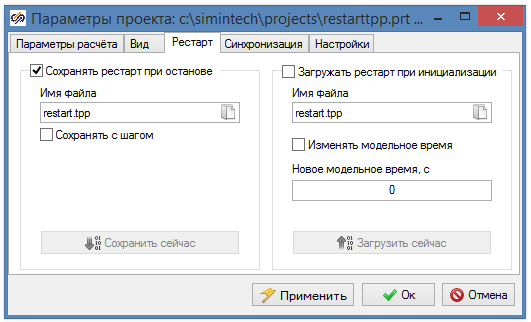 Параметры проекта: c:\simintech\projects\restarttpp.prt ...
Параметры расчёта Вид Рестарт Синхронизация Настройки
Сохранять рестарт при останове
Имя файла
restart.tpp
Сохранять с шагом
Сохранить сейчас
Загружать рестарт при инициализации
Имя файла
restart.tpp
Изменять модельное время
Новое модельное время, с
0
Загрузить сейчас
Применить Ок Отмена